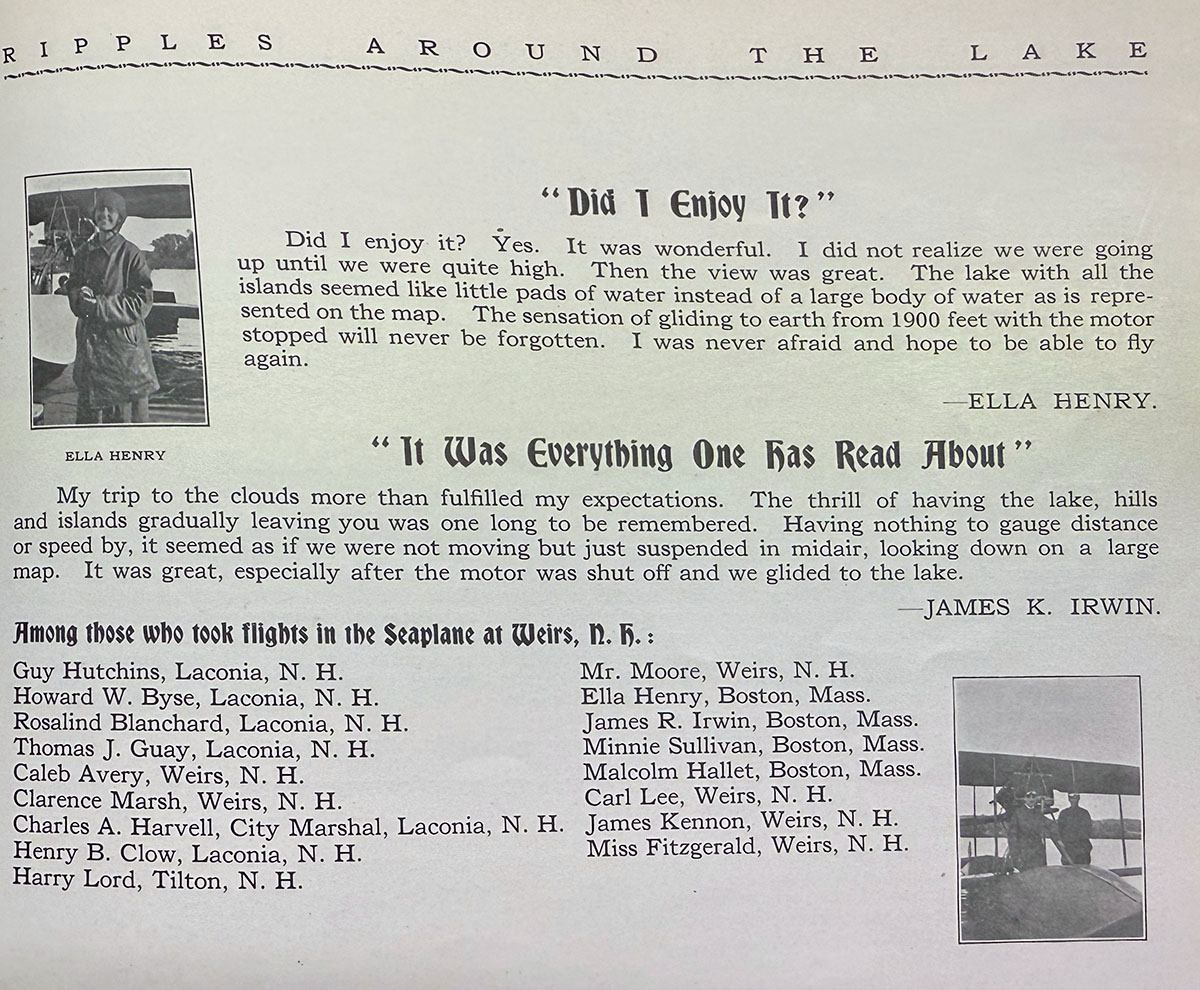 RIPPLES AROUND THE LAKE
“Did I Enjoy It?”
Did I enjoy it? Yes. It was wonderful. I did not realize we were going
up until we were quite high. Then the view was great. The lake with all the
islands seemed like little pads of water instead of a large body of water as is repre-
sented on the map. The sensation of gliding to earth from 1900 feet with the motor
stopped will never be forgotten. I was never afraid and hope to be able to fly
again.
—ELLA HENRY.
ELLA HENRY
“It Was Everything One Has Read About”
My trip to the clouds more than fulfilled my expectations. The thrill of having the lake, hills
and islands gradually leaving you was one long to be remembered. Having nothing to gauge distance
or speed by, it seemed as if we were not moving but just suspended in midair, looking down on a large
map. It was great, especially after the motor was shut off and we glided to the lake.
—JAMES K. IRWIN.
Among those who took flights in the Seaplane at Weirs, N. H.:
Guy Hutchins, Laconia, N. H.
Howard W. Byse, Laconia, N. H.
Rosalind Blanchard, Laconia, N. H.
Thomas J. Guay, Laconia, N. H.
Caleb Avery, Weirs, N. H.
Clarence Marsh, Weirs, N. H.
Charles A. Harvell, City Marshal, Laconia, N. H.
Henry B. Clow, Laconia, N. H.
Harry Lord, Tilton, N. H.
Mr. Moore, Weirs, N. H.
Ella Henry, Boston, Mass.
James R. Irwin, Boston, Mass.
Minnie Sullivan, Boston, Mass.
Malcolm Hallet, Boston, Mass.
Carl Lee, Weirs, N. H.
James Kennon, Weirs, N. H.
Miss Fitzgerald, Weirs, N. H.